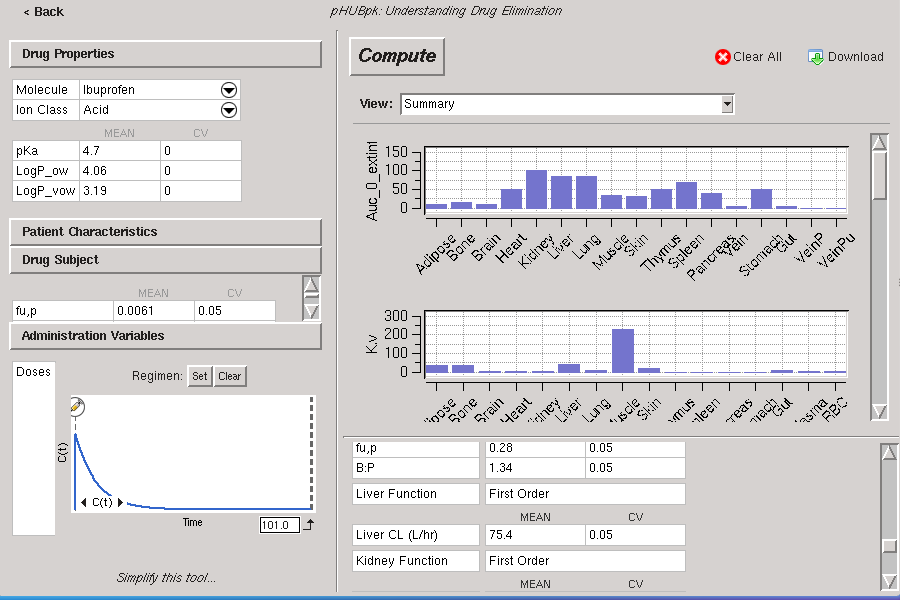 < Back
pHUBpk: Understanding Drug Elimination
Drug Properties
Molecule Ibuprofen
Ion Class Acid
MEAN CV
pKa 4.7 0
LogP_ow 4.06 0
LogP_vow 3.19 0
Patient Characteristics
Drug Subject
MEAN CV
fu,p 0.0061 0.05
Administration Variables
Doses
Regimen: Set Clear
C(t)
C(t)
Time 101.0
Simplify this tool...
Compute
Clear All Download
View: Summary
Auc_0_extinl
150
100
50
0
Adipose Bone Brain Heart Kidney Liver Lung Muscle Skin Thymus Spleen Pancreas Vein Stomach Gut VeinP VeinPu
K,v
300
200
100
0
ipose Bone Brain Heart idney Liver Lung uscle Skin ymus leen reas mach Gut asma RBC
fu,p 0.28 0.05
B:P 1.34 0.05
Liver Function First Order
MEAN CV
Liver CL (L/hr) 75.4 0.05
Kidney Function First Order
MEAN CV